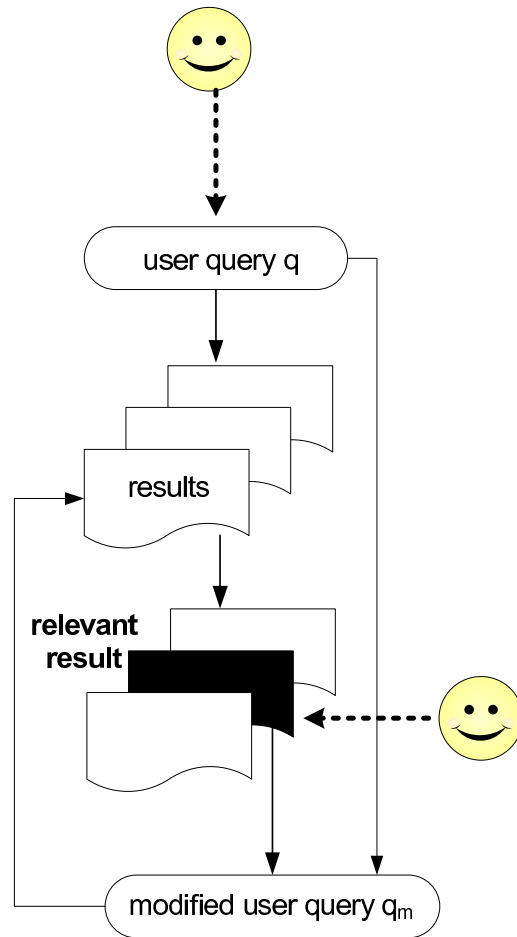 user query q
results
relevant
result
modified user query qₘ